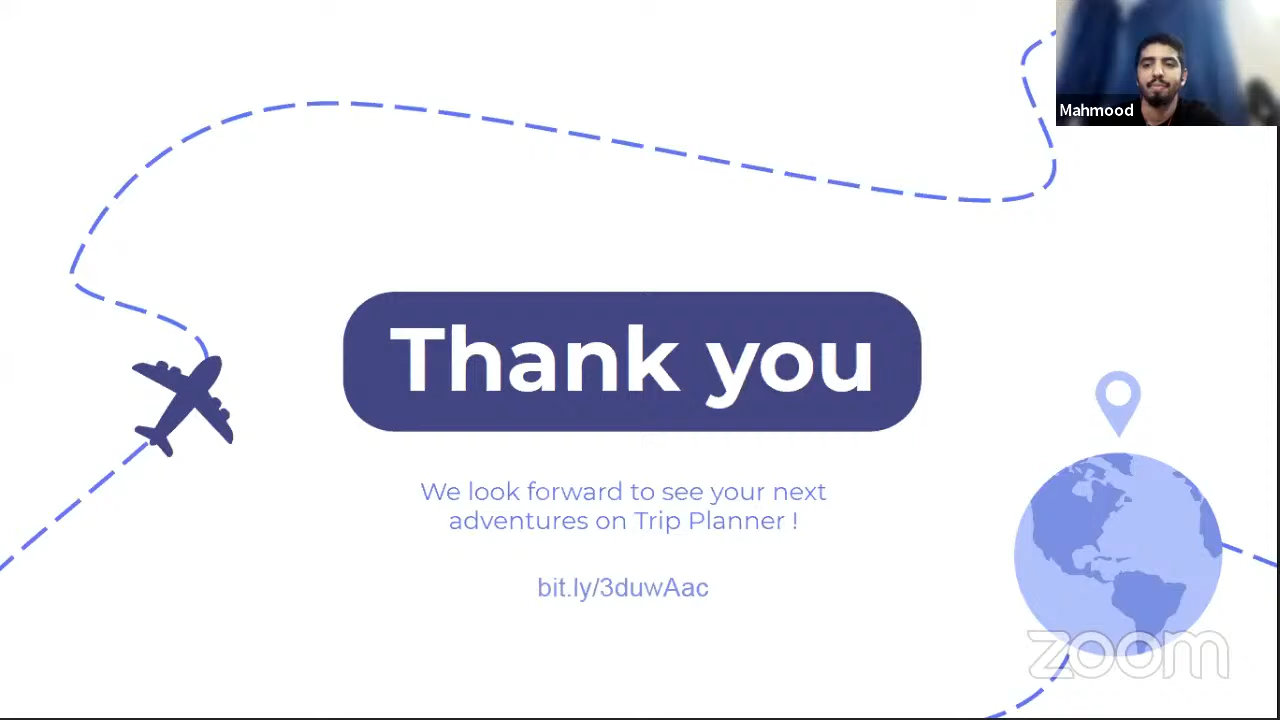 Mahmood
Thank you
We look forward to see your next
adventures on Trip Planner !
bit.ly/3duwAac
zoom